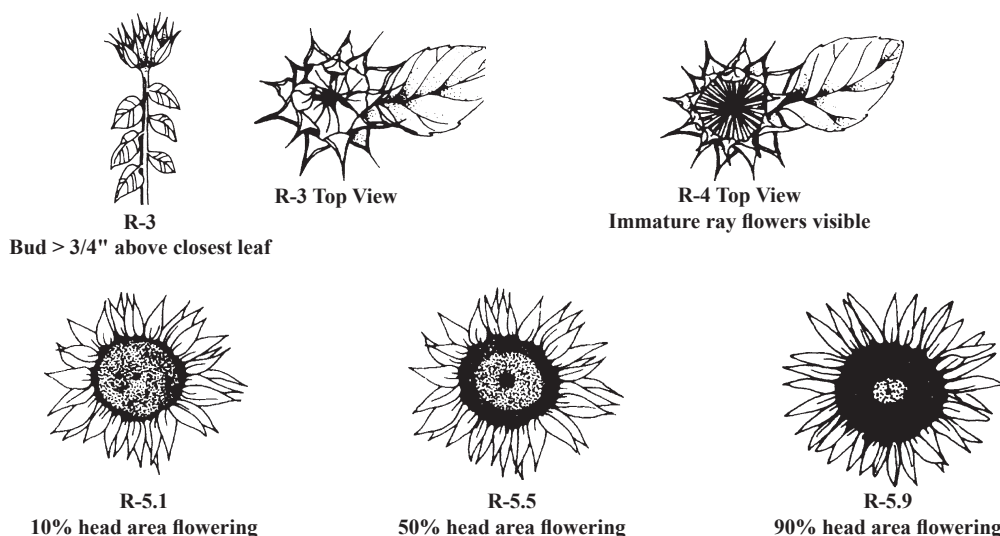 R-3
Bud > 3/4" above closest leaf
R-3 Top View
R-4 Top View
Immature ray flowers visible
R-5.1
10% head area flowering
R-5.5
50% head area flowering
R-5.9
90% head area flowering